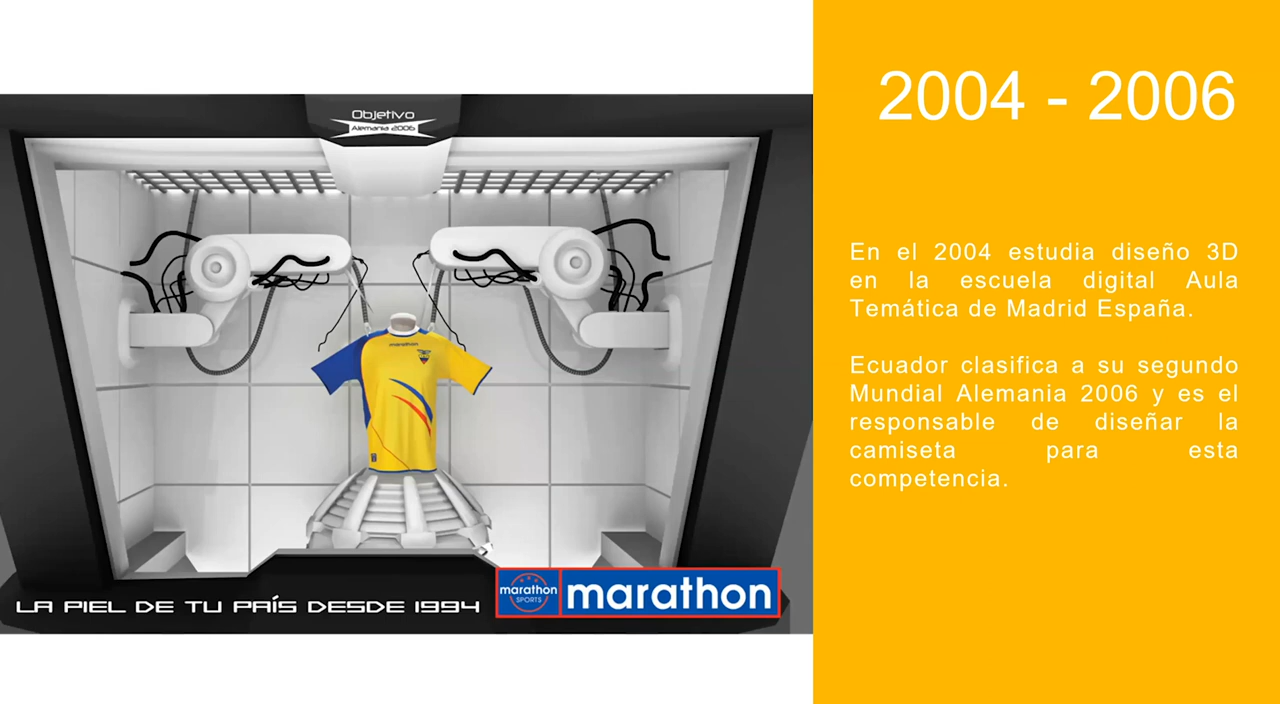 Objetivo
Alemania 2006
marathon
LA PIEL DE TU PAÍS DESDE 1994
marathon
SPORTS
marathon
2004 - 2006
En el 2004 estudia diseño 3D
en la escuela digital Aula
Temática de Madrid España.
Ecuador clasifica a su segundo
Mundial Alemania 2006 y es el
responsable de diseñar la
camiseta para esta
competencia.